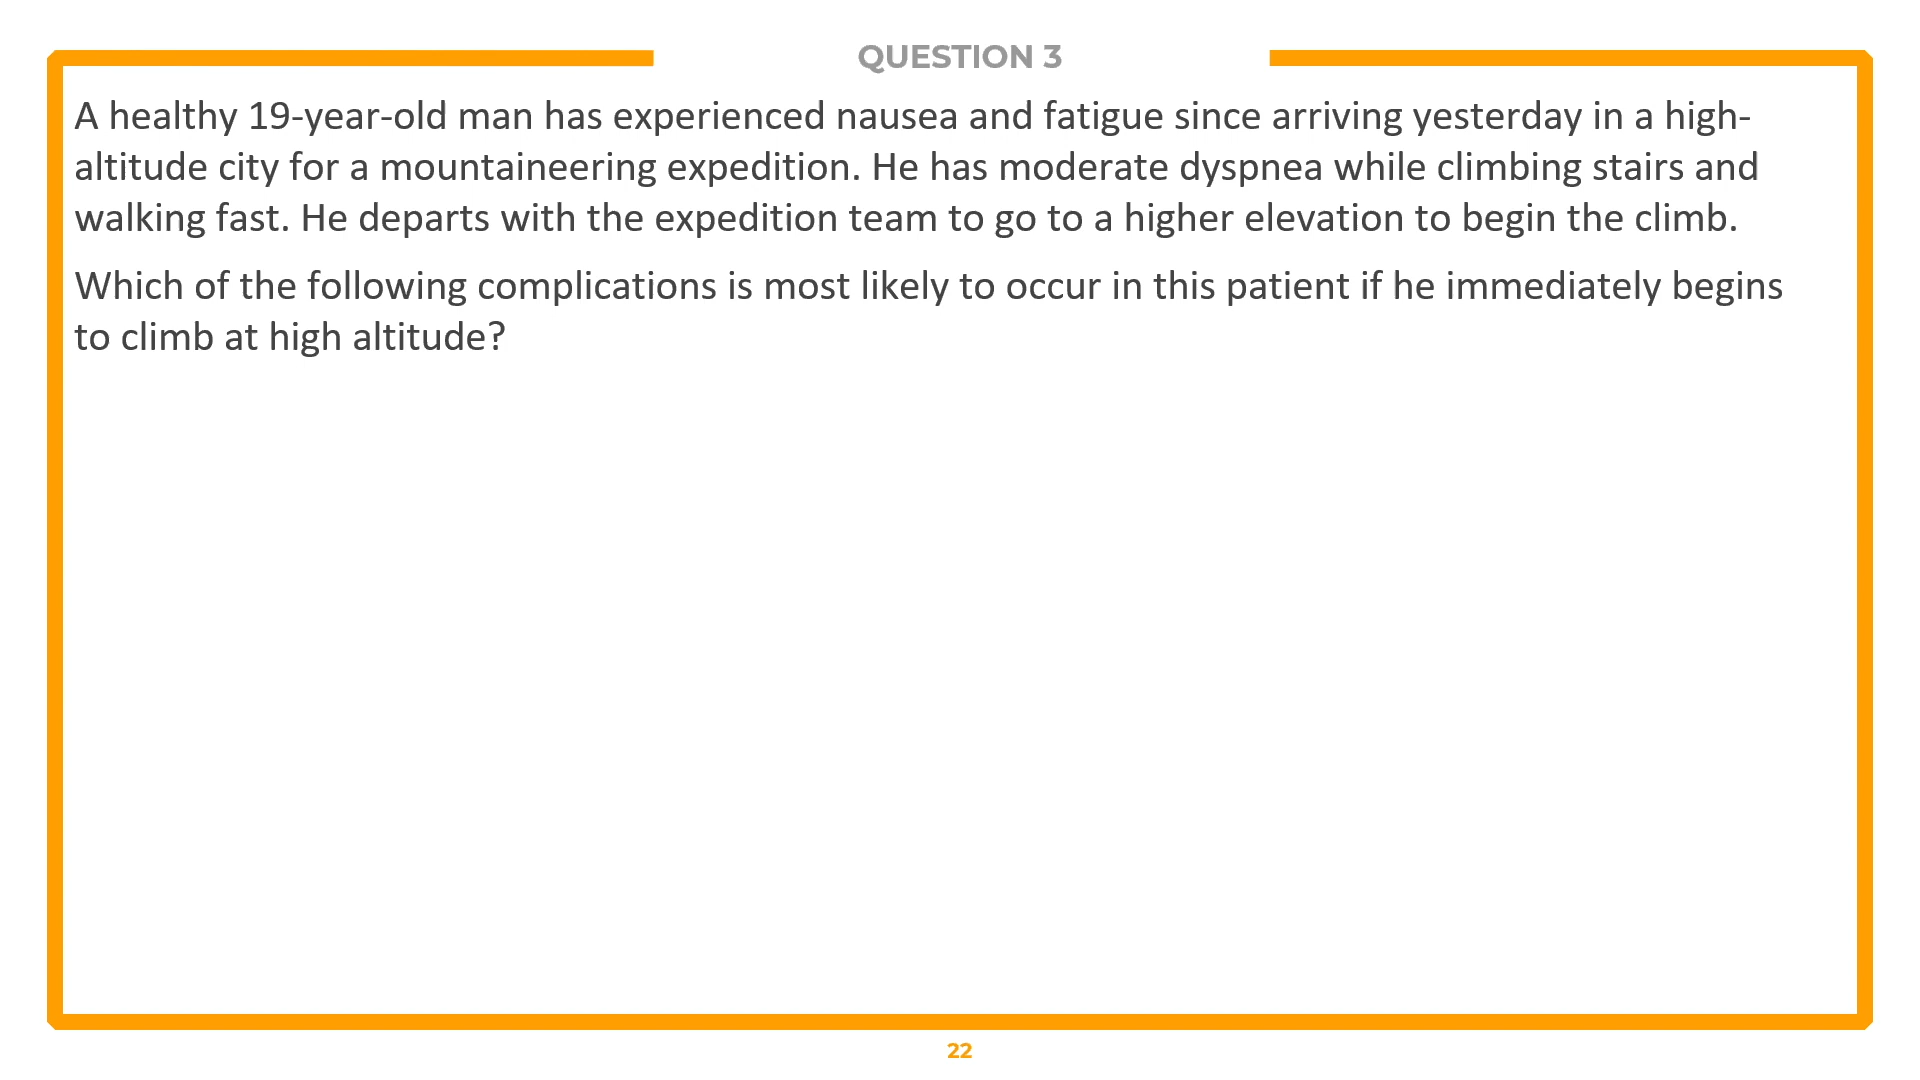 QUESTION 3
A healthy 19-year-old man has experienced nausea and fatigue since arriving yesterday in a high-
altitude city for a mountaineering expedition. He has moderate dyspnea while climbing stairs and
walking fast. He departs with the expedition team to go to a higher elevation to begin the climb.
Which of the following complications is most likely to occur in this patient if he immediately begins
to climb at high altitude?
22